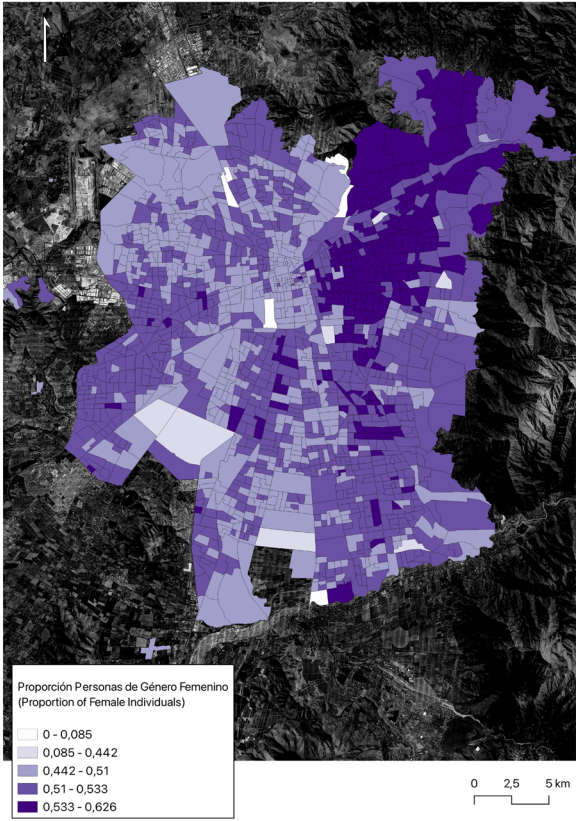 Proporción Personas de Género Femenino
(Proportion of Female Individuals)
0 - 0,085
0,085 - 0,442
0,442 - 0,51
0,51 - 0,533
0,533 - 0,626
0 2,5 5 km